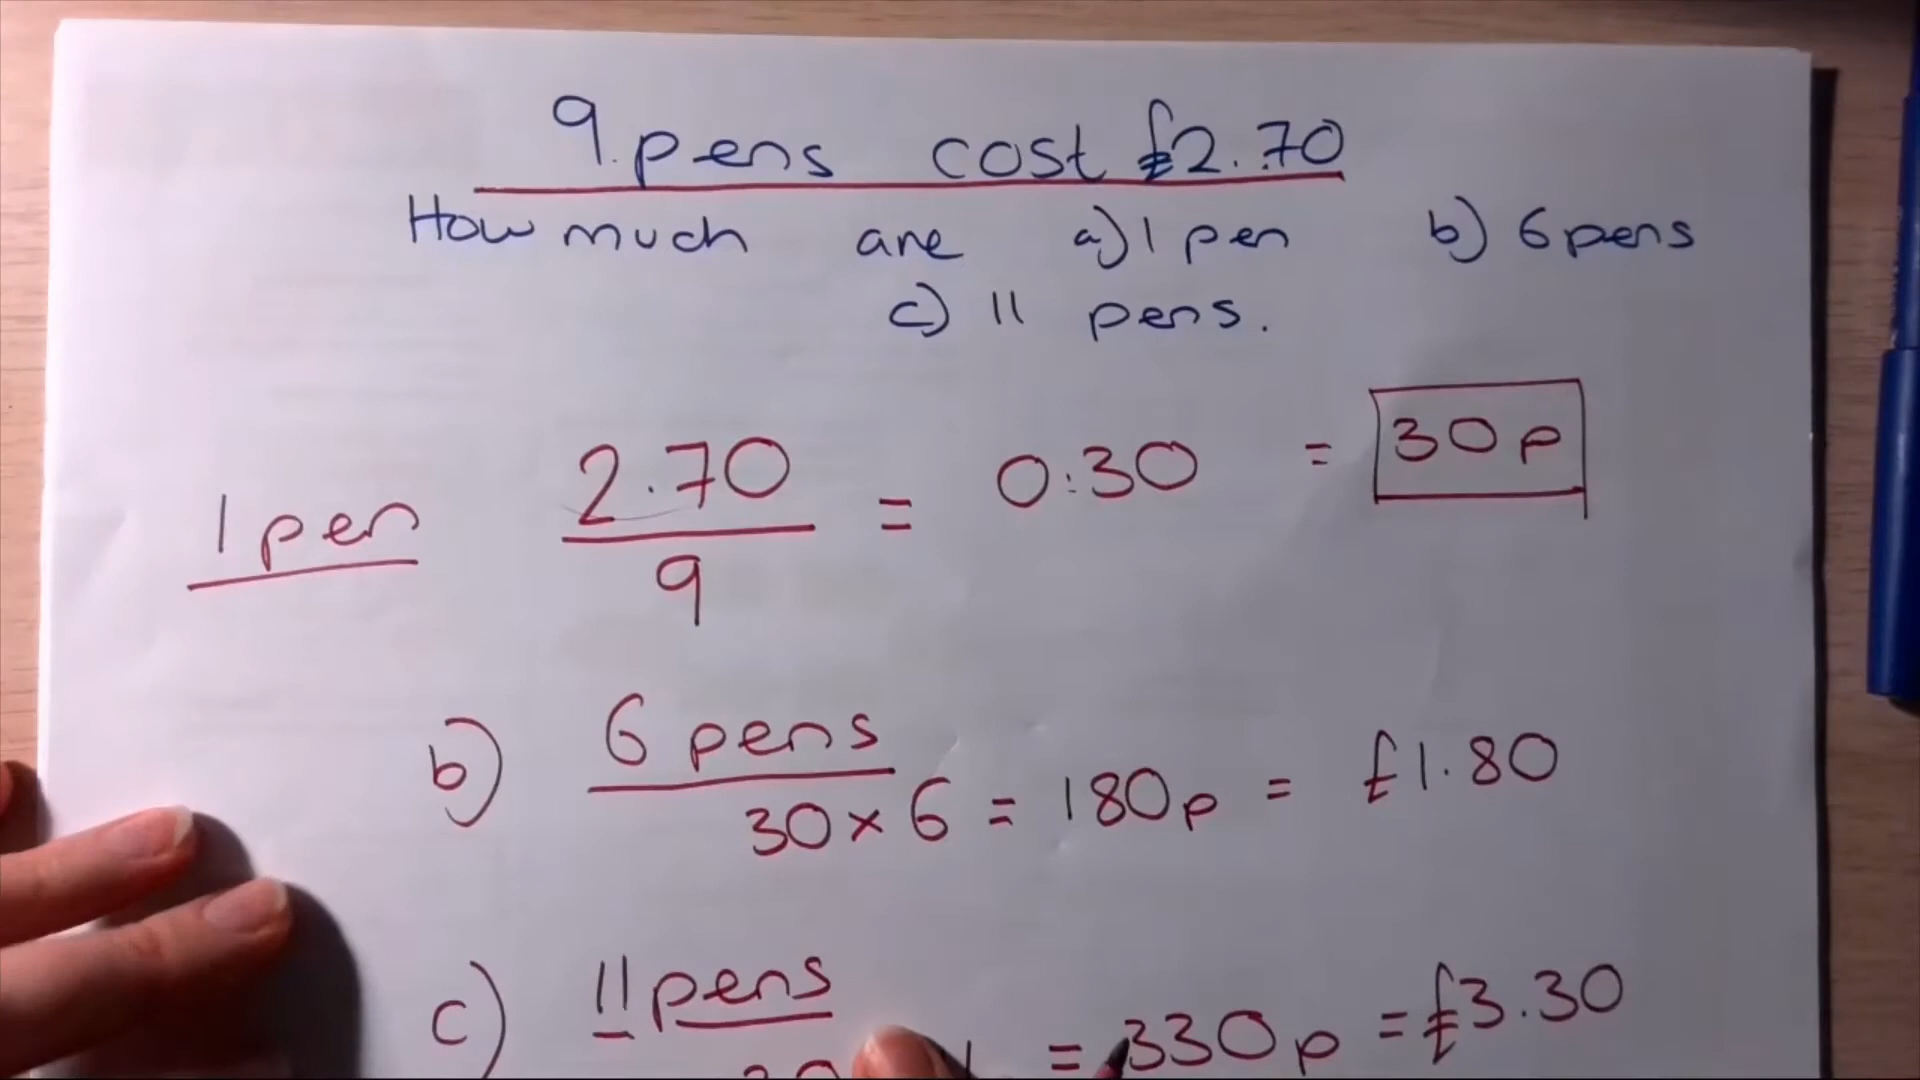 9 pens cost £2.70
How much are a) 1 pen b) 6 pens
c) 11 pens.
1 pen 2.70 / 9 = 0.30 = 30p
b) 6 pens
30 × 6 = 180p = £1.80
c) 11 pens
= 330p = £3.30